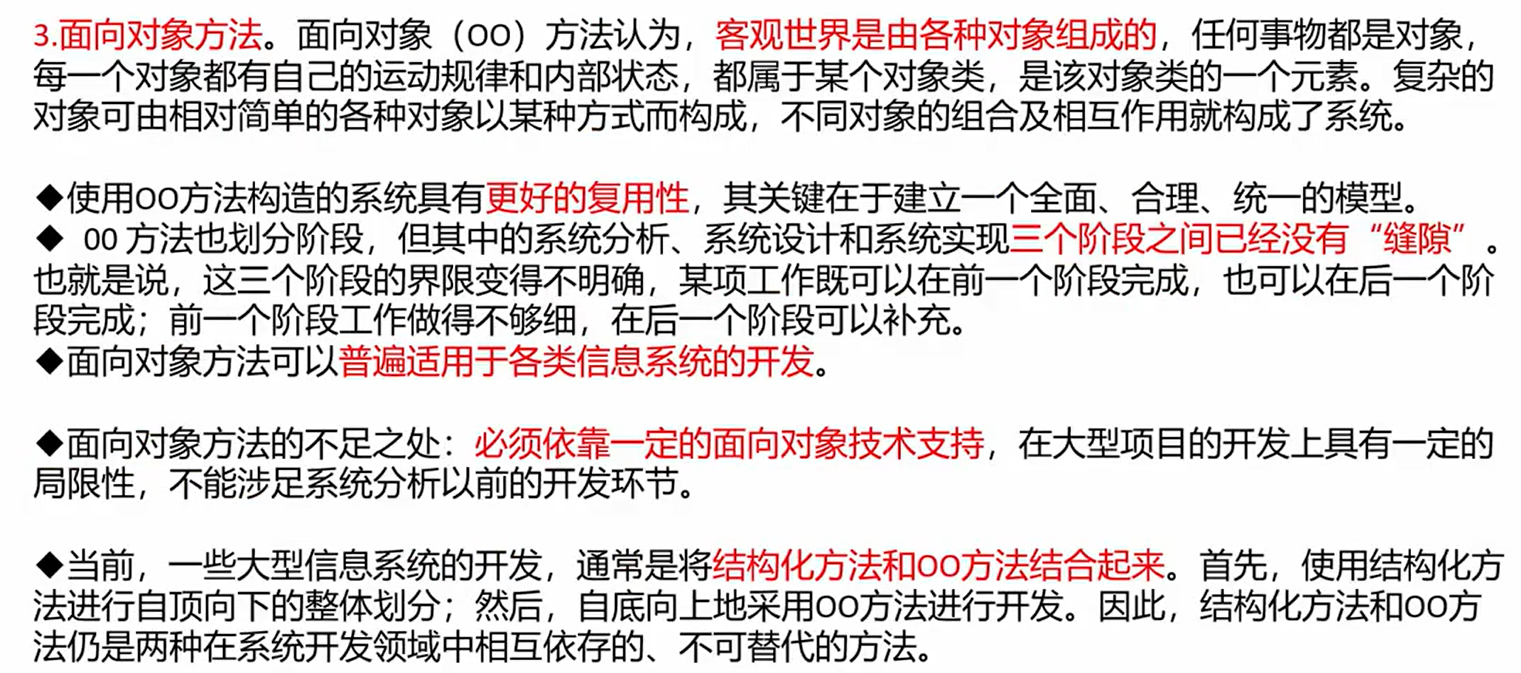 3.面向对象方法。面向对象（OO）方法认为，客观世界是由各种对象组成的，任何事物都是对象，
每一个对象都有自己的运动规律和内部状态，都属于某个对象类，是该对象类的一个元素。复杂的
对象可由相对简单的各种对象以某种方式而构成，不同对象的组合及相互作用就构成了系统。
◆使用OO方法构造的系统具有更好的复用性，其关键在于建立一个全面、合理、统一的模型。
◆ 00 方法也划分阶段，但其中的系统分析、系统设计和系统实现三个阶段之间已经没有“缝隙”。
也就是说，这三个阶段的界限变得不明确，某项工作既可以在前一个阶段完成，也可以在后一个阶
段完成；前一个阶段工作做得不够细，在后一个阶段可以补充。
◆面向对象方法可以普遍适用于各类信息系统的开发。
◆面向对象方法的不足之处：必须依靠一定的面向对象技术支持，在大型项目的开发上具有一定的
局限性，不能涉足系统分析以前的开发环节。
◆当前，一些大型信息系统的开发，通常是将结构化方法和OO方法结合起来。首先，使用结构化方
法进行自顶向下的整体划分；然后，自底向上地采用OO方法进行开发。因此，结构化方法和OO方
法仍是两种在系统开发领域中相互依存的、不可替代的方法。